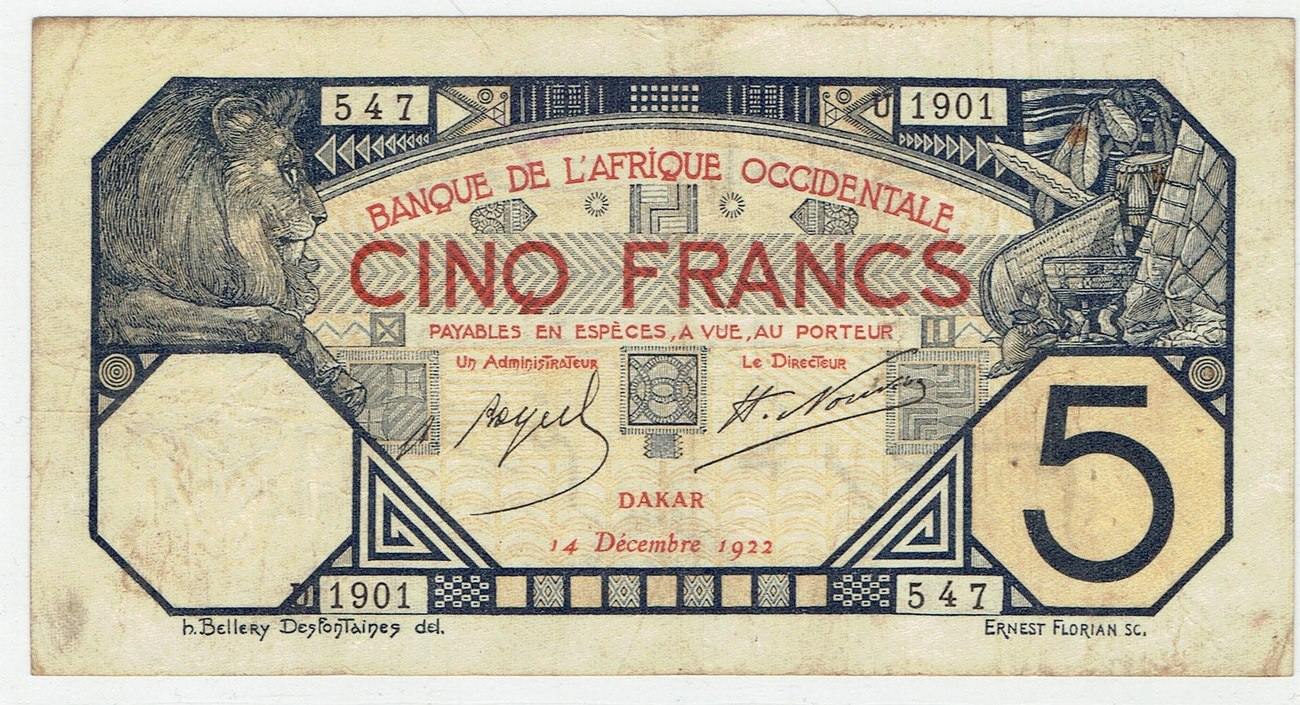 547
U 1901
BANQUE DE L'AFRIQUE OCCIDENTALE
CINQ FRANCS
PAYABLES EN ESPÈCES, A VUE, AU PORTEUR
Un Administrateur
Le Directeur
DAKAR
14 Décembre 1922
5
U 1901
547
h. Bellery Desfontaines del.
ERNEST FLORIAN SC.